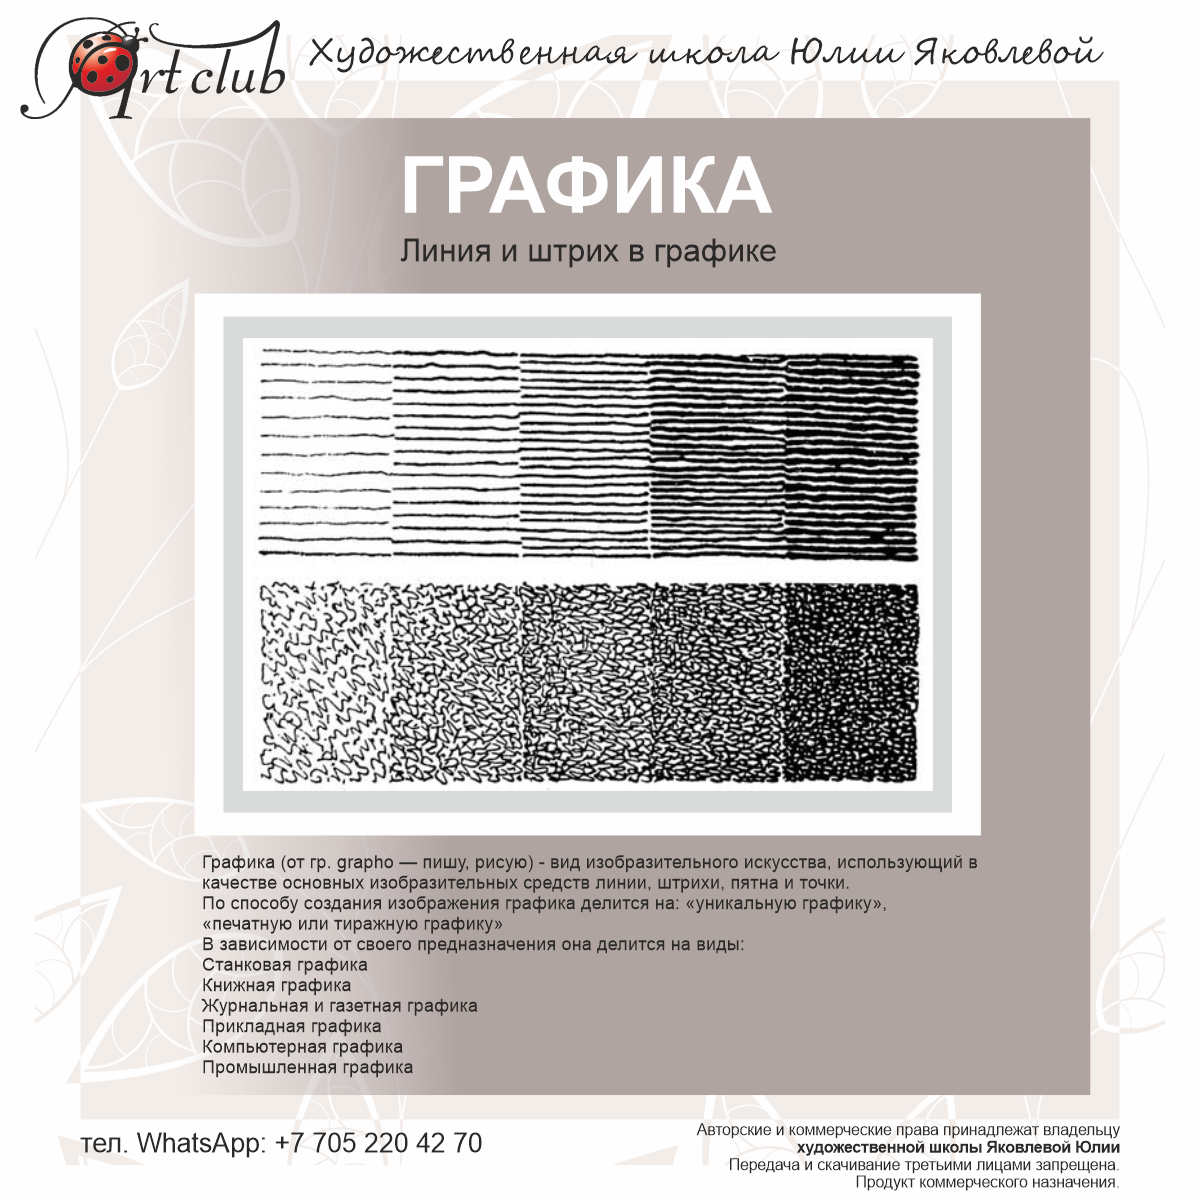 Art club
Художественная школа Юлии Яковлевой
ГРАФИКА
Линия и штрих в графике
Графика (от гр. grapho — пишу, рисую) - вид изобразительного искусства, использующий в
качестве основных изобразительных средств линии, штрихи, пятна и точки.
По способу создания изображения графика делится на: «уникальную графику»,
«печатную или тиражную графику»
В зависимости от своего предназначения она делится на виды:
Станковая графика
Книжная графика
Журнальная и газетная графика
Прикладная графика
Компьютерная графика
Промышленная графика
тел. WhatsApp: +7 705 220 42 70
Авторские и коммерческие права принадлежат владельцу
художественной школы Яковлевой Юлии
Передача и скачивание третьими лицами запрещена.
Продукт коммерческого назначения.